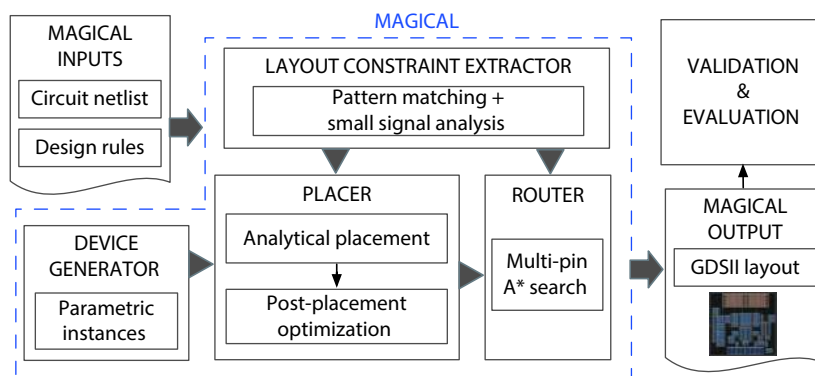 MAGICAL
MAGICAL
INPUTS
Circuit netlist
Design rules
LAYOUT CONSTRAINT EXTRACTOR
Pattern matching +
small signal analysis
VALIDATION
&
EVALUATION
DEVICE
GENERATOR
Parametric
instances
PLACER
Analytical placement
Post-placement
optimization
ROUTER
Multi-pin
A* search
MAGICAL
OUTPUT
GDSII layout